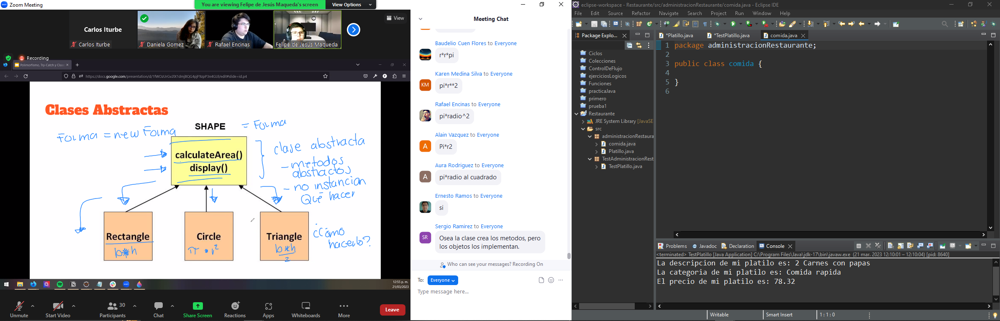 Zoom Meeting
You are viewing Felipe de Jesús Maqueda's screen
View Options
Carlos Iturbe
Carlos Iturbe
Daniela Gomez
Rafael Encinas
Felipe de Jesús Maqueda
View
Recording
Polimorfismo, Try-Catch y Clase
https://docs.google.com/presentation/d/1fWOzUrGv2lX1dmjBQG4pjF9zpP3n4GUl/edit#slide=id.p4
Clases Abstractas
SHAPE
= Forma
Forma = new Forma
calculateArea()
display()
clase abstracta
- metodos
abstractos
- no instancian
Qué hacer
Rectangle
b*h
Circle
π • r²
Triangle
b*h
2
¿Cómo
hacerlo?
12:55 p. m.
21/03/2023
Unmute
Start Video
Participants
30
Chat
Share Screen
Reactions
Apps
Whiteboards
More
Leave
Meeting Chat
Baudelio Cuen Flores to Everyone
r*r*pi
Karen Medina Silva to Everyone
KM
pi*r**2
Rafael Encinas to Everyone
pi*radio^2
Alain Vazquez to Everyone
A
Pi*r2
Aura Rodriguez to Everyone
A
pi*radio al cuadrado
Ernesto Ramos to Everyone
si
Sergio Ramirez to Everyone
SR
Osea la clase crea los metodos, pero
los objetos los implementan.
Who can see your messages? Recording On
To:
Everyone
Type message here...
eclipse-workspace - Restaurante/src/administracionRestaurante/comida.java - Eclipse IDE
File Edit Source Refactor Navigate Search Project Run Window Help
Package Explo...
Ciclos
Colecciones
ControlDeFlujo
ejerciciosLogicos
Funciones
practicaJava
primero
prueba1
Restaurante
JRE System Library [JavaSE
src
administracionRestaura
comida.java
Platillo.java
TestAdministracionRest
TestPlatillo.java
*Platillo.java
*TestPlatillo.java
comida.java
1 package administracionRestaurante;
2
3 public class comida {
4
5 }
6
Problems
Javadoc
Declaration
Console
<terminated> TestPlatillo [Java Application] C:\Program Files\Java\jdk-17\bin\javaw.exe (21 mar. 2023 12:10:01 – 12:10:04) [pid: 8640]
La descripcion de mi platilo es: 2 Carnes con papas
La categoria de mi platilo es: Comida rapida
El precio de mi platilo es: 78.32
Writable
Smart Insert
1 : 1 : 0